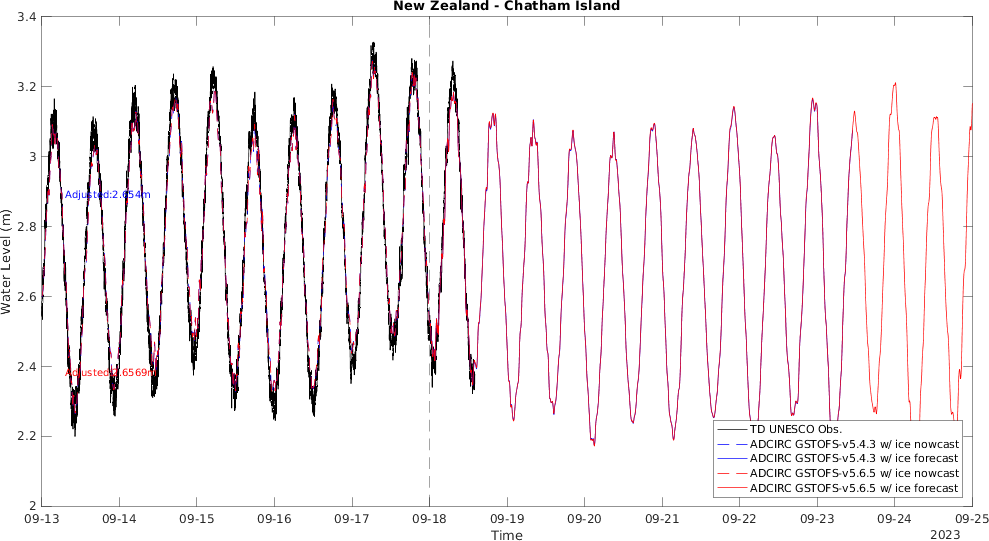 New Zealand - Chatham Island
3.4
3.2
3
2.8
2.6
2.4
2.2
2
Water Level (m)
Adjusted:2.654m
Adjusted:2.6569m
TD UNESCO Obs.
ADCIRC GSTOFS-v5.4.3 w/ ice nowcast
ADCIRC GSTOFS-v5.4.3 w/ ice forecast
ADCIRC GSTOFS-v5.6.5 w/ ice nowcast
ADCIRC GSTOFS-v5.6.5 w/ ice forecast
09-13 09-14 09-15 09-16 09-17 09-18 09-19 09-20 09-21 09-22 09-23 09-24 09-25
Time
2023